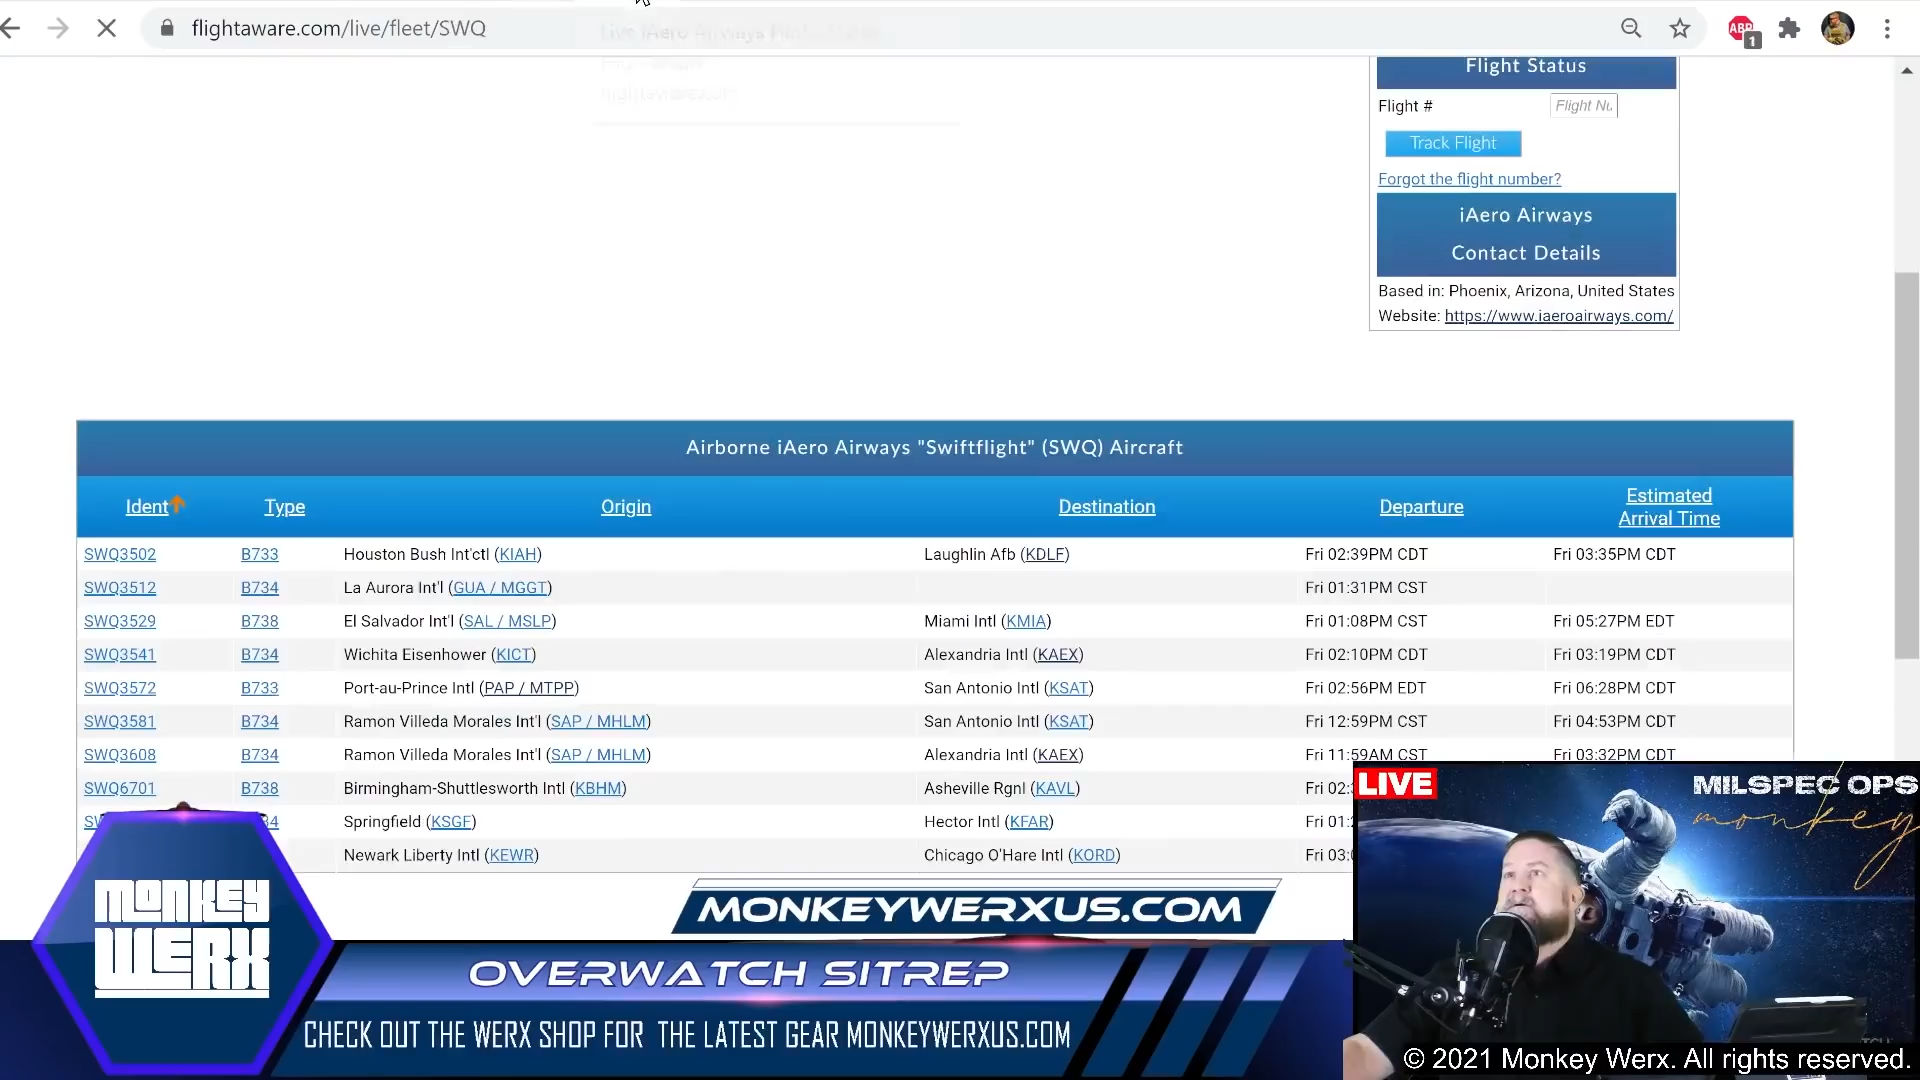 flightaware.com/live/fleet/SWQ
ABP
1
Flight Status
Flight # Flight Nu
Track Flight
Forgot the flight number?
iAero Airways
Contact Details
Based in: Phoenix, Arizona, United States
Website: https://www.iaeroairways.com/
Airborne iAero Airways "Swiftflight" (SWQ) Aircraft
Ident Type Origin Destination Departure Estimated Arrival Time
SWQ3502 B733 Houston Bush Int'ctl (KIAH) Laughlin Afb (KDLF) Fri 02:39PM CDT Fri 03:35PM CDT
SWQ3512 B734 La Aurora Int'l (GUA / MGGT) Fri 01:31PM CST
SWQ3529 B738 El Salvador Int'l (SAL / MSLP) Miami Intl (KMIA) Fri 01:08PM CST Fri 05:27PM EDT
SWQ3541 B734 Wichita Eisenhower (KICT) Alexandria Intl (KAEX) Fri 02:10PM CDT Fri 03:19PM CDT
SWQ3572 B733 Port-au-Prince Intl (PAP / MTPP) San Antonio Intl (KSAT) Fri 02:56PM EDT Fri 06:28PM CDT
SWQ3581 B734 Ramon Villeda Morales Int'l (SAP / MHLM) San Antonio Intl (KSAT) Fri 12:59PM CST Fri 04:53PM CDT
SWQ3608 B734 Ramon Villeda Morales Int'l (SAP / MHLM) Alexandria Intl (KAEX) Fri 11:59AM CST Fri 03:32PM CDT
SWQ6701 B738 Birmingham-Shuttlesworth Intl (KBHM) Asheville Rgnl (KAVL) Fri 02:
Springfield (KSGF) Hector Intl (KFAR) Fri 01:
Newark Liberty Intl (KEWR) Chicago O'Hare Intl (KORD) Fri 03:
LIVE
MILSPEC OPS
monkey
MONKEY
WERX
MONKEYWERXUS.COM
OVERWATCH SITREP
CHECK OUT THE WERX SHOP FOR THE LATEST GEAR MONKEYWERXUS.COM
© 2021 Monkey Werx. All rights reserved.